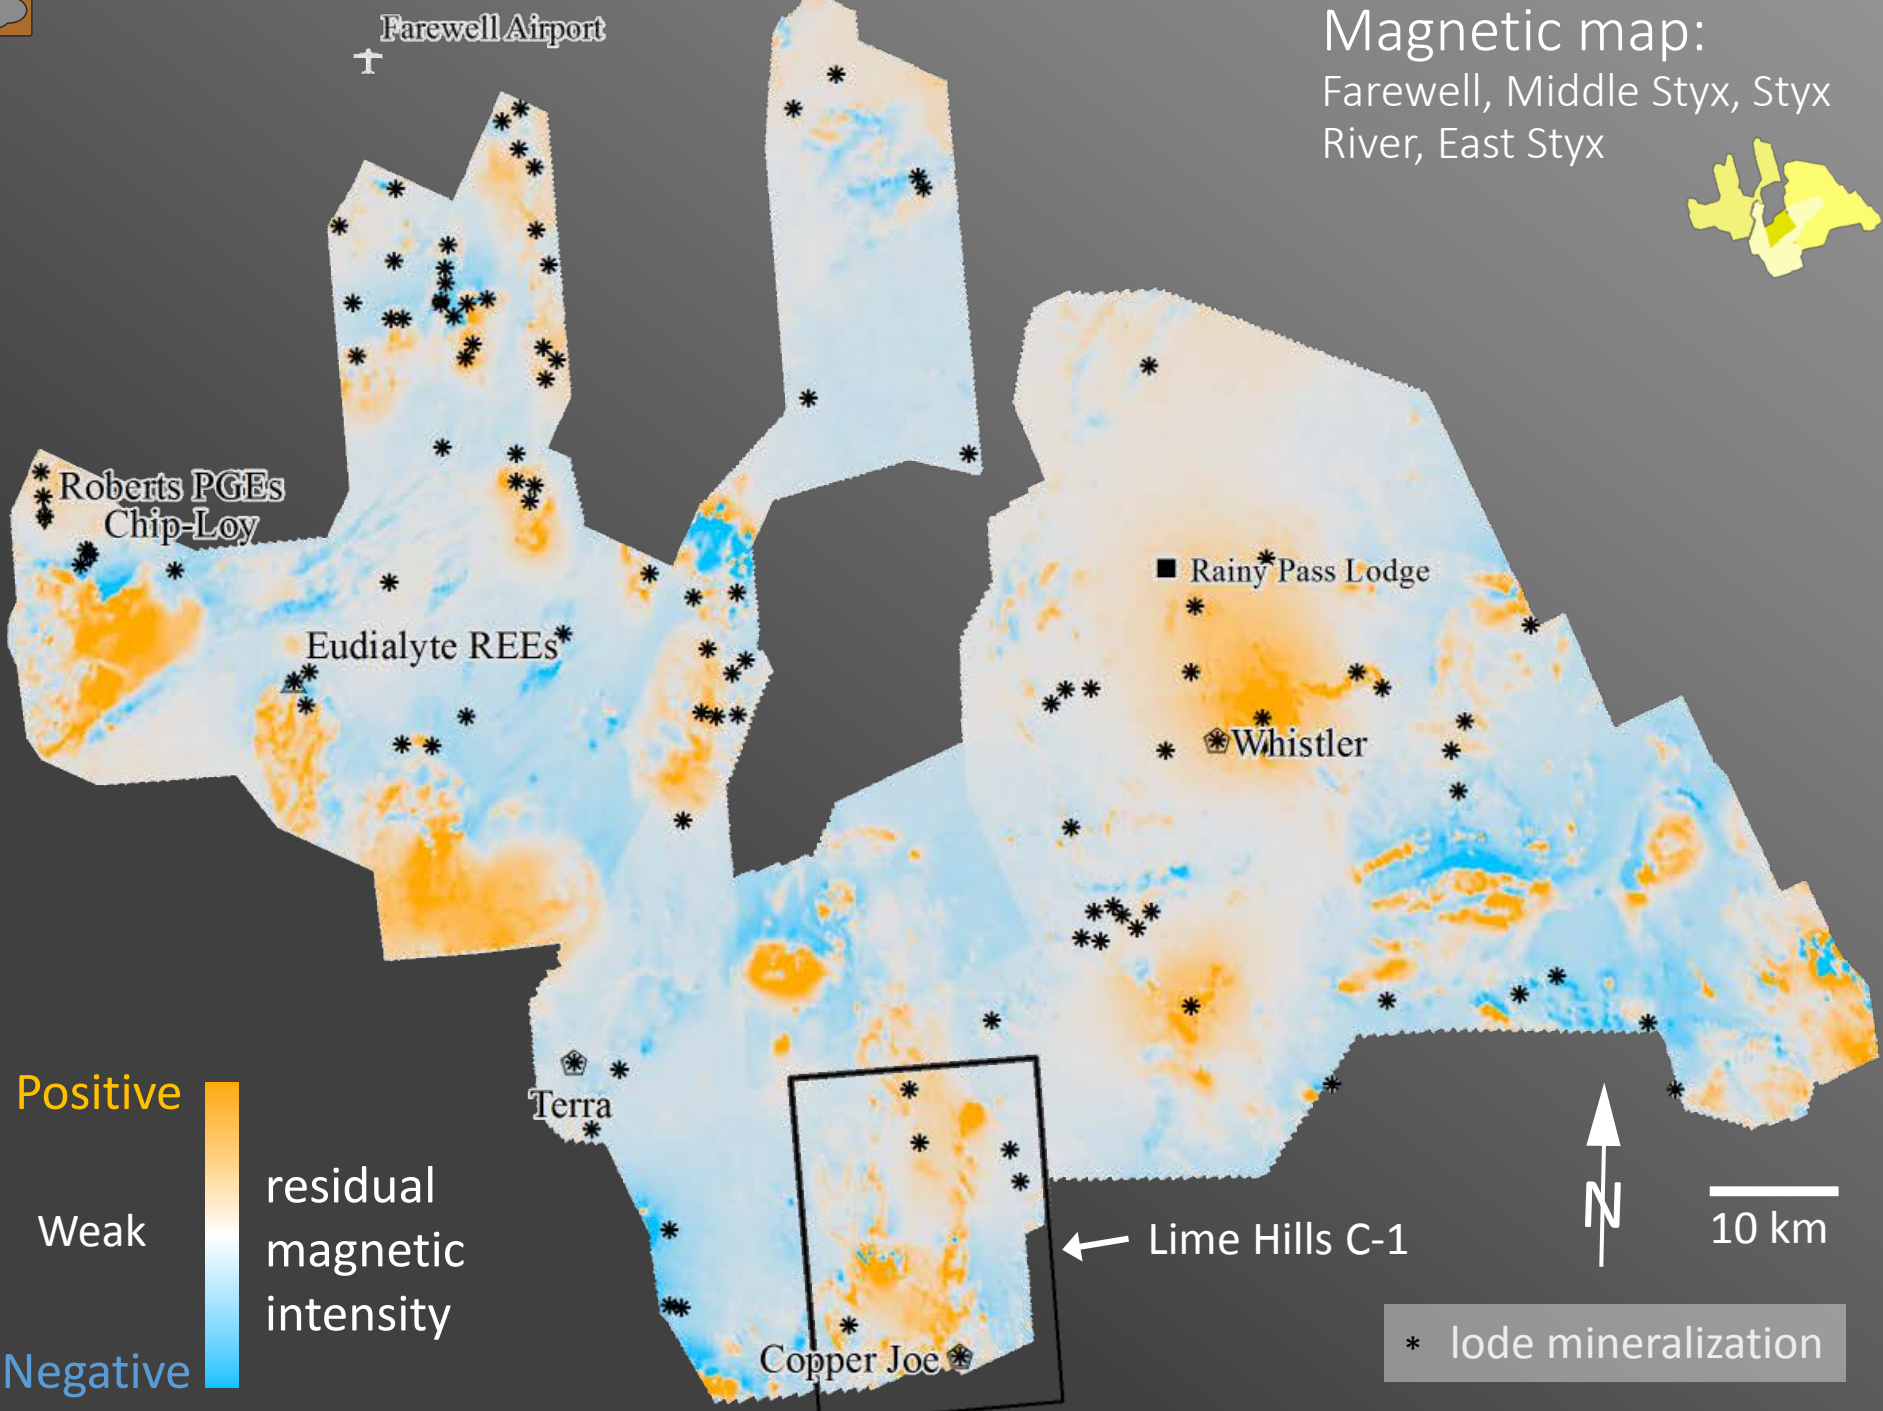 Farewell Airport
Magnetic map:
Farewell, Middle Styx, Styx
River, East Styx
Roberts PGEs
Chip-Loy
Rainy Pass Lodge
Eudialyte REEs
Whistler
Terra
Positive
Weak
Negative
residual
magnetic
intensity
Lime Hills C-1
N
10 km
Copper Joe
* lode mineralization